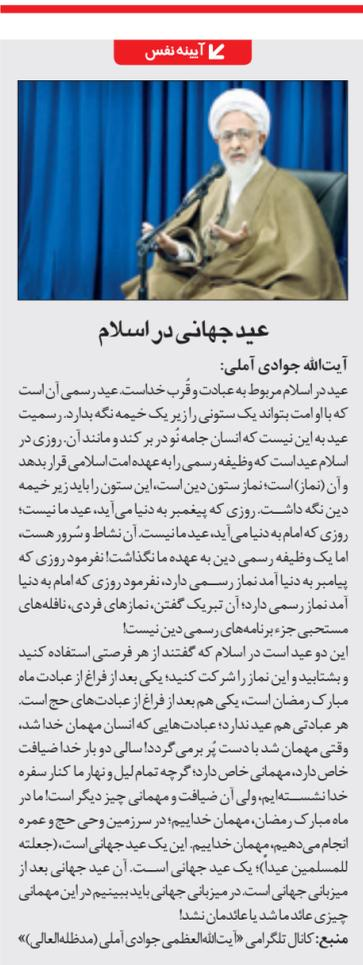 آیینه نفس
عید جهانی در اسلام
آیت‌الله جوادی آملی:
عید در اسلام مربوط به عبادت و قُرب خداست. عید رسمی آن است
که با او امت بتواند یک ستونی را زیر یک خیمه نگه بدارد. رسمیت
عید به این نیست که انسان جامه نُو در بر کند و مانند آن. روزی در
اسلام عید است که وظیفه رسمی را به عهده امت اسلامی قرار بدهد
و آن (نماز) است؛ نماز ستون دین است، این ستون را باید زیر خیمه
دین نگه داشت. روزی که پیغمبر به دنیا می‌آید، عید ما نیست؛
روزی که امام به دنیا می‌آید، عید ما نیست. آن نشاط و سُرور هست،
اما یک وظیفه رسمی دین به عهده ما نگذاشت! نفرمود روزی که
پیامبر به دنیا آمد نماز رسمی دارد، نفرمود روزی که امام به دنیا
آمد نماز رسمی دارد؛ آن تبریک گفتن، نمازهای فردی، نافله‌های
مستحبی جزء برنامه‌های رسمی دین نیست!
این دو عید است در اسلام که گفتند از هر فرصتی استفاده کنید
و بشتابید و این نماز را شرکت کنید؛ یکی بعد از فراغ از عبادت ماه
مبارک رمضان است، یکی هم بعد از فراغ از عبادت‌های حج است.
هر عبادتی هم عید ندارد؛ عبادت‌هایی که انسان مهمان خدا شد،
وقتی مهمان شد با دست پُر برمی گردد! سالی دو بار خدا ضیافت
خاص دارد، مهمانی خاص دارد؛ گرچه تمام لیل و نهار ما کنار سفره
خدا نشسته‌ایم، ولی آن ضیافت و مهمانی چیز دیگر است! ما در
ماه مبارک رمضان، مهمان خداییم؛ در سرزمین وحی حج و عمره
انجام می‌دهیم، مهمان خداییم. این یک عید جهانی است، (جعلته
للمسلمین عیداً)؛ یک عید جهانی است. آن عید جهانی بعد از
میزبانی جهانی است. در میزبانی جهانی باید ببینیم در این مهمانی
چیزی عائد ما شد یا عائدمان نشد!
منبع: کانال تلگرامی «آیت‌الله‌العظمی جوادی آملی (مدظله‌العالی)»